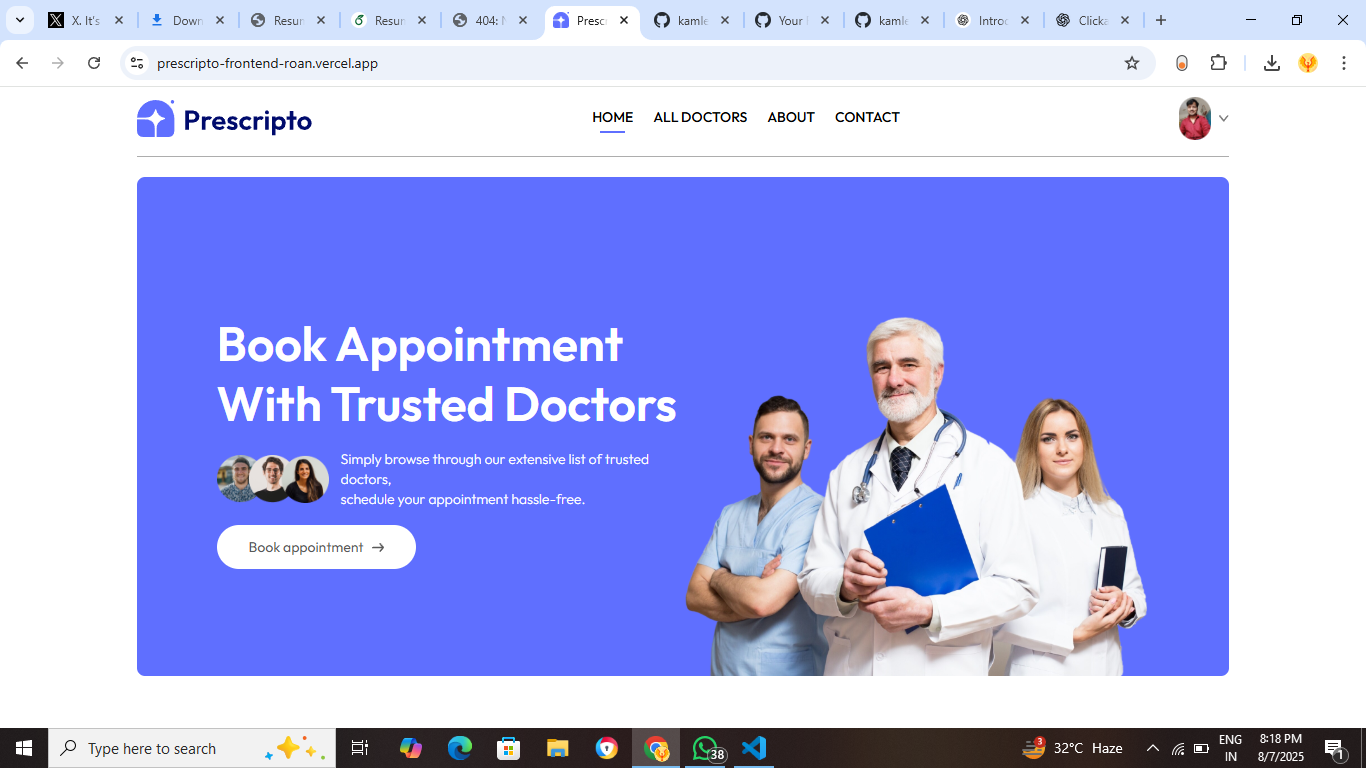 X. It's
Down
Resum
Resum
404: N
Presc
kamle
Your
kamle
Introd
Clicka
prescripto-frontend-roan.vercel.app
Prescripto
HOME
ALL DOCTORS
ABOUT
CONTACT
Book Appointment
With Trusted Doctors
Simply browse through our extensive list of trusted
doctors,
schedule your appointment hassle-free.
Book appointment →
Type here to search
38
3
32°C Haze
ENG
IN
8:18 PM
8/7/2025
1